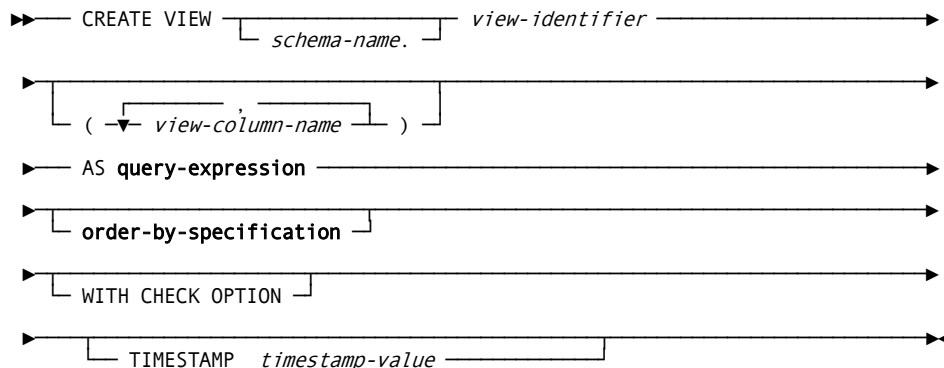 CREATE VIEW schema-name. view-identifier
( view-column-name , )
AS query-expression
order-by-specification
WITH CHECK OPTION
TIMESTAMP timestamp-value